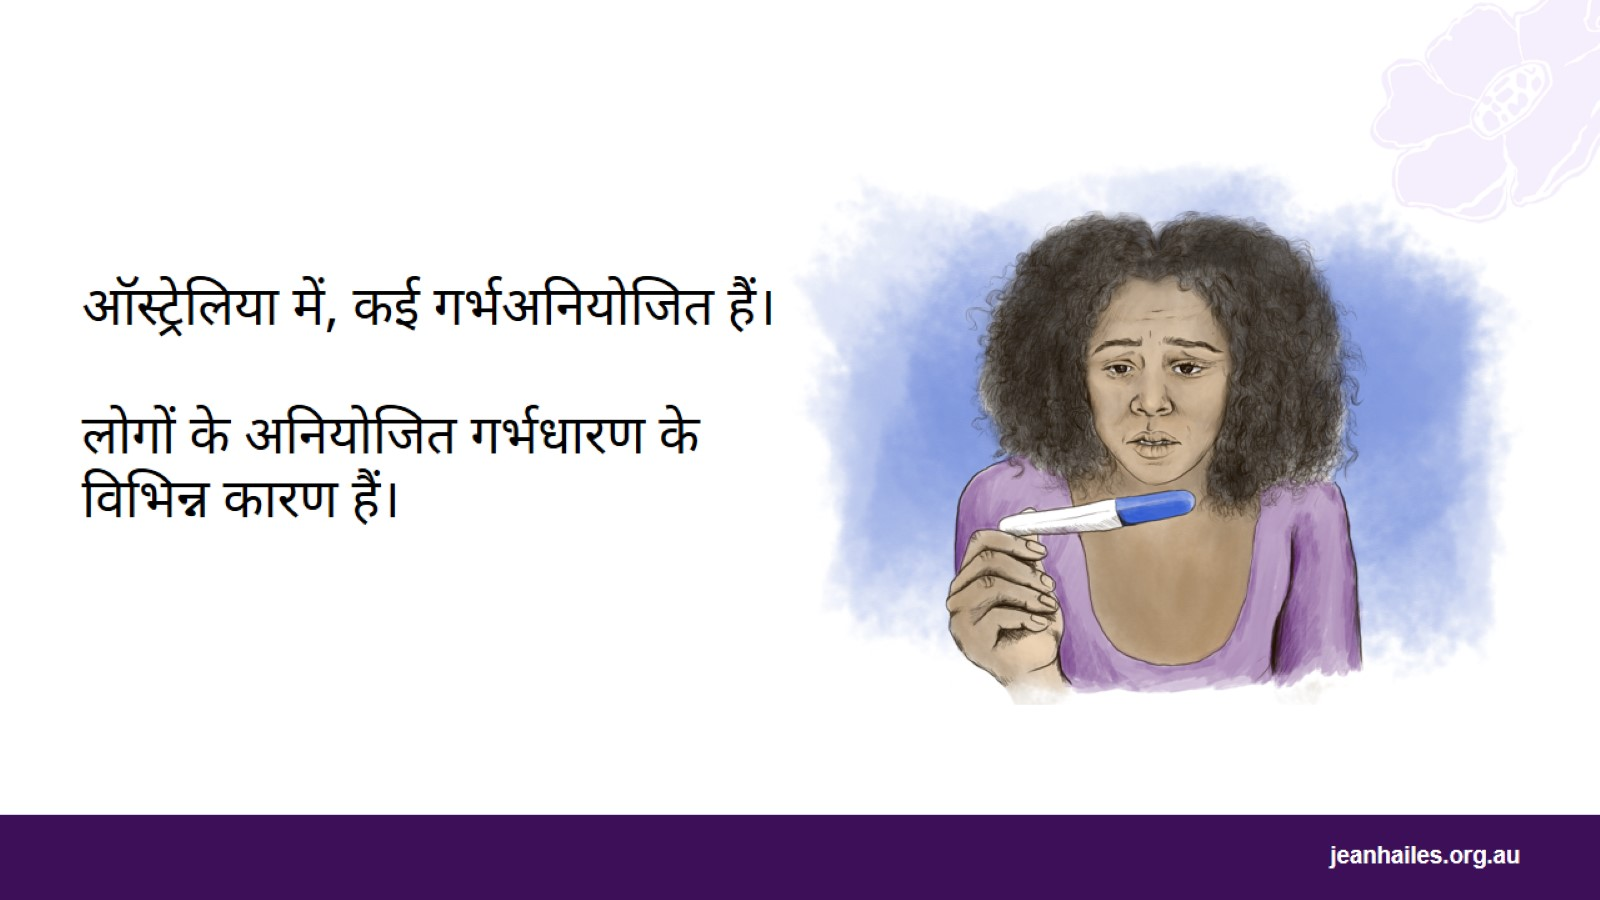 ऑस्ट्रेलिया में, कई गर्भअनियोजित हैं।
लोगों के अनियोजित गर्भधारण के
विभिन्न कारण हैं।
jeanhailes.org.au